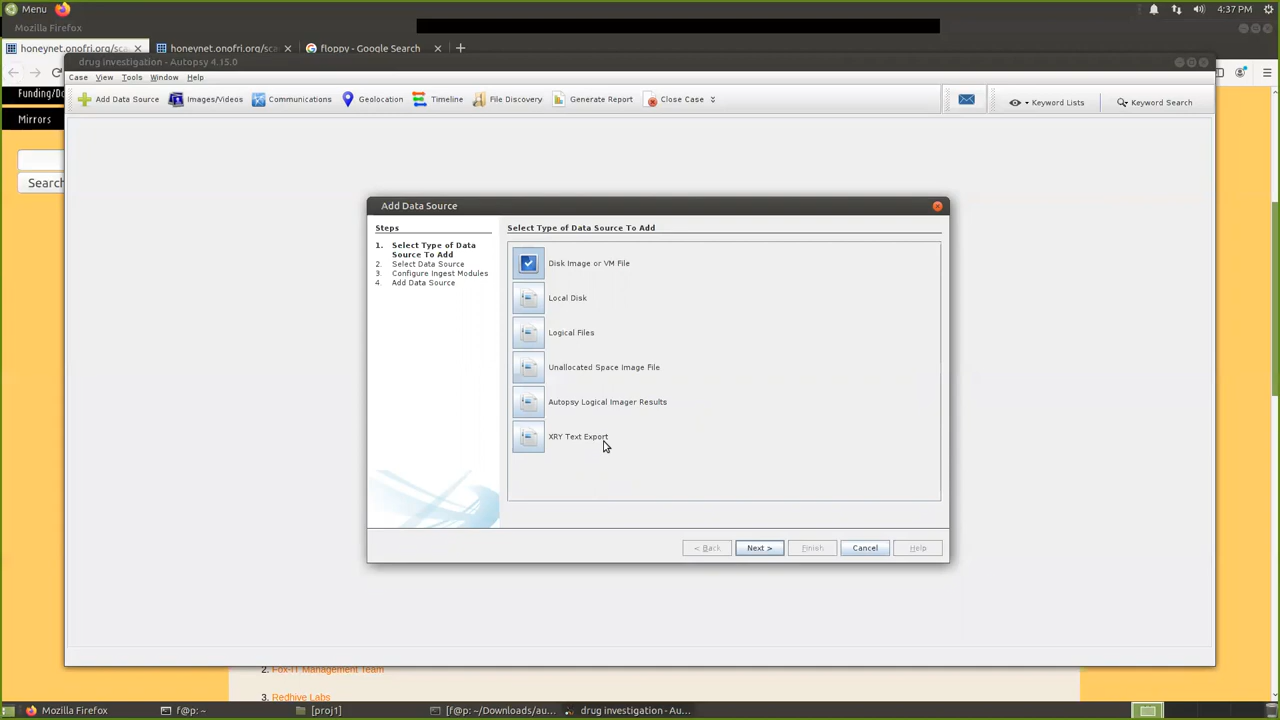 Menu
4:37 PM
Mozilla Firefox
honeynet.onofri.org/sca
honeynet.onofri.org/sca
floppy - Google Search
Funding/Do
Mirrors
Search
drug investigation - Autopsy 4.15.0
Case View Tools Window Help
Add Data Source Images/Videos Communications Geolocation Timeline File Discovery Generate Report Close Case
Keyword Lists Keyword Search
Add Data Source
Steps
1. Select Type of Data
Source To Add
2. Select Data Source
3. Configure Ingest Modules
4. Add Data Source
Select Type of Data Source To Add
Disk Image or VM File
Local Disk
Logical Files
Unallocated Space Image File
Autopsy Logical Imager Results
XRY Text Export
< Back Next > Finish Cancel Help
2. Fox-IT Management Team
3. Redhive Labs
Mozilla Firefox f@p: ~ [proj1] [f@p: ~/Downloads/au... drug investigation - Au...